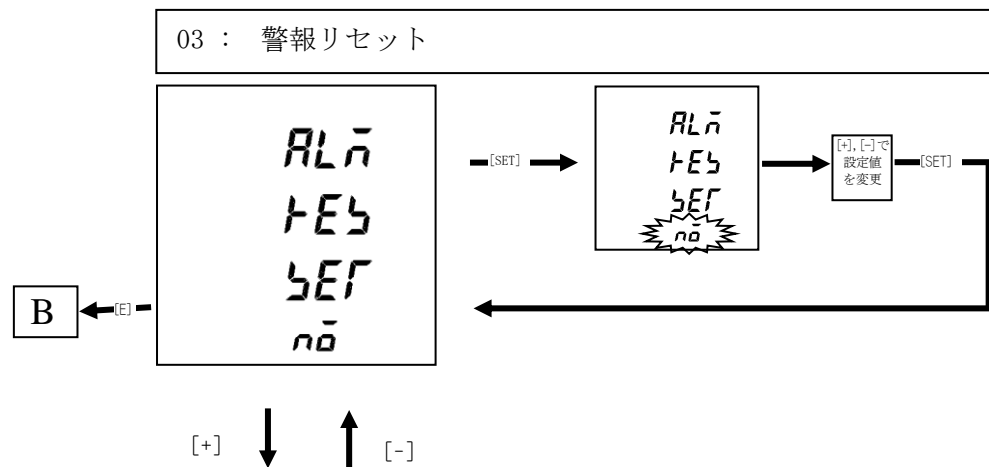 03 : 警報リセット
ALm
rES
SET
no
[SET]
ALm
rES
SET
no
[+],[-]で
設定値
を変更
[SET]
B
[E]
[+]
[-]